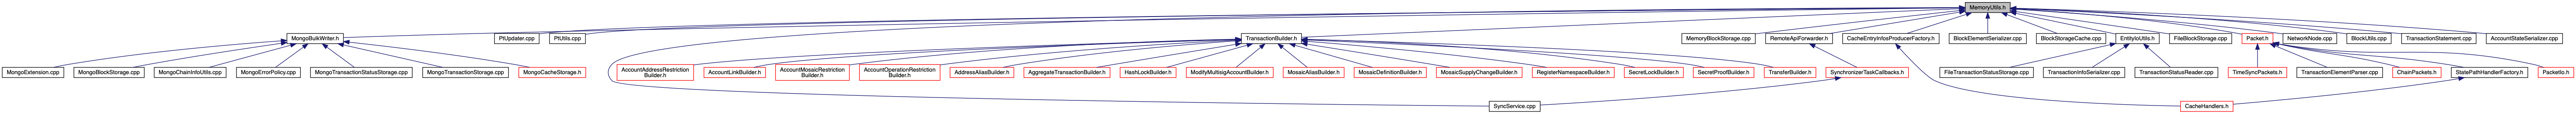 MemoryUtils.h
MongoBulkWriter.h
PtUpdater.cpp
PtUtils.cpp
TransactionBuilder.h
MemoryBlockStorage.cpp
RemoteApiForwarder.h
CacheEntryInfosProducerFactory.h
BlockElementSerializer.cpp
BlockStorageCache.cpp
EntityIoUtils.h
FileBlockStorage.cpp
Packet.h
NetworkNode.cpp
BlockUtils.cpp
TransactionStatement.cpp
AccountStateSerializer.cpp
MongoExtension.cpp
MongoBlockStorage.cpp
MongoChainInfoUtils.cpp
MongoErrorPolicy.cpp
MongoTransactionStatusStorage.cpp
MongoTransactionStorage.cpp
MongoCacheStorage.h
AccountAddressRestriction
Builder.h
AccountLinkBuilder.h
AccountMosaicRestriction
Builder.h
AccountOperationRestriction
Builder.h
AddressAliasBuilder.h
AggregateTransactionBuilder.h
HashLockBuilder.h
ModifyMultisigAccountBuilder.h
MosaicAliasBuilder.h
MosaicDefinitionBuilder.h
MosaicSupplyChangeBuilder.h
RegisterNamespaceBuilder.h
SecretLockBuilder.h
SecretProofBuilder.h
TransferBuilder.h
SynchronizerTaskCallbacks.h
FileTransactionStatusStorage.cpp
TransactionInfoSerializer.cpp
TransactionStatusReader.cpp
TimeSyncPackets.h
TransactionElementParser.cpp
ChainPackets.h
StatePathHandlerFactory.h
PacketIo.h
SyncService.cpp
CacheHandlers.h